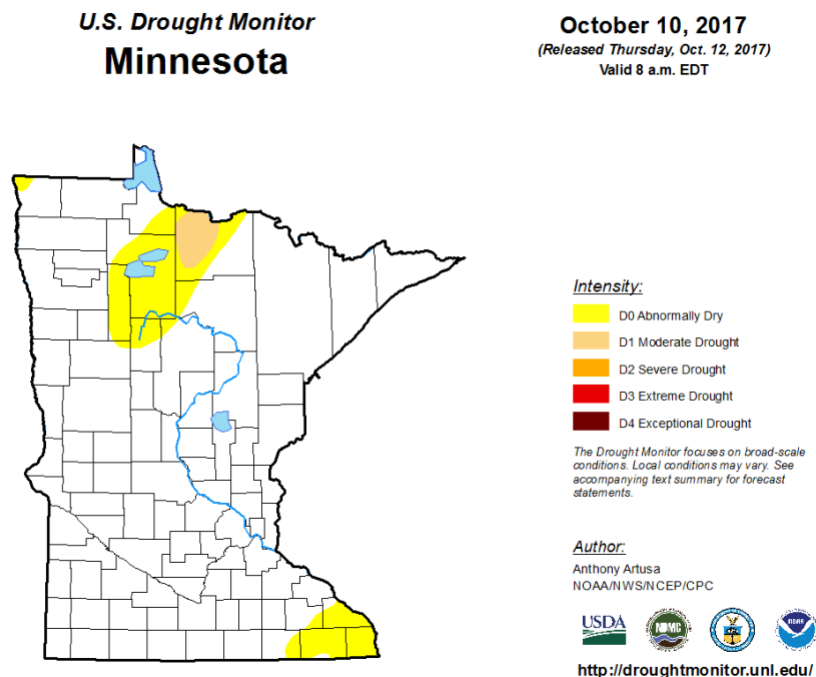 U.S. Drought Monitor
Minnesota
October 10, 2017
(Released Thursday, Oct. 12, 2017)
Valid 8 a.m. EDT
Intensity:
D0 Abnormally Dry
D1 Moderate Drought
D2 Severe Drought
D3 Extreme Drought
D4 Exceptional Drought
The Drought Monitor focuses on broad-scale
conditions. Local conditions may vary. See
accompanying text summary for forecast
statements.
Author:
Anthony Artusa
NOAA/NWS/NCEP/CPC
USDA
NDMC
NOAA
http://droughtmonitor.unl.edu/